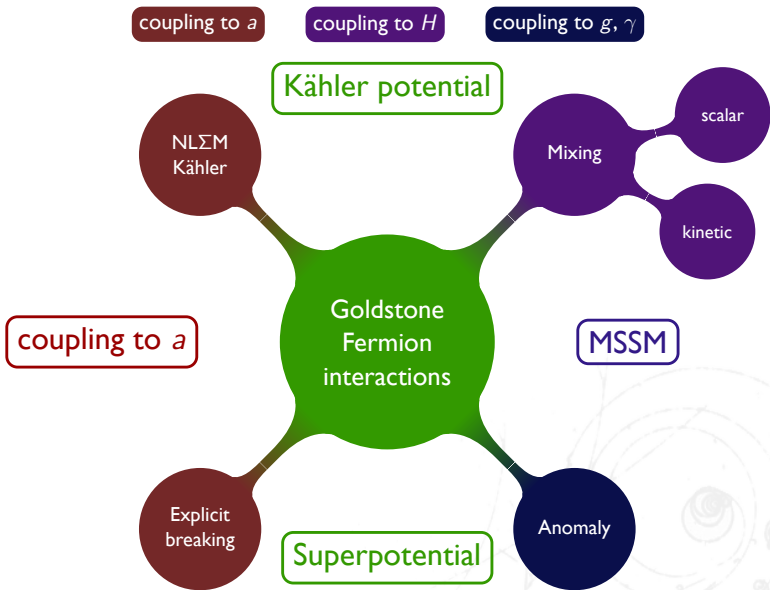 coupling to a
coupling to H
coupling to g, γ
Kähler potential
NLΣM
Kähler
Mixing
scalar
kinetic
Goldstone
Fermion
interactions
coupling to a
MSSM
Explicit
breaking
Superpotential
Anomaly